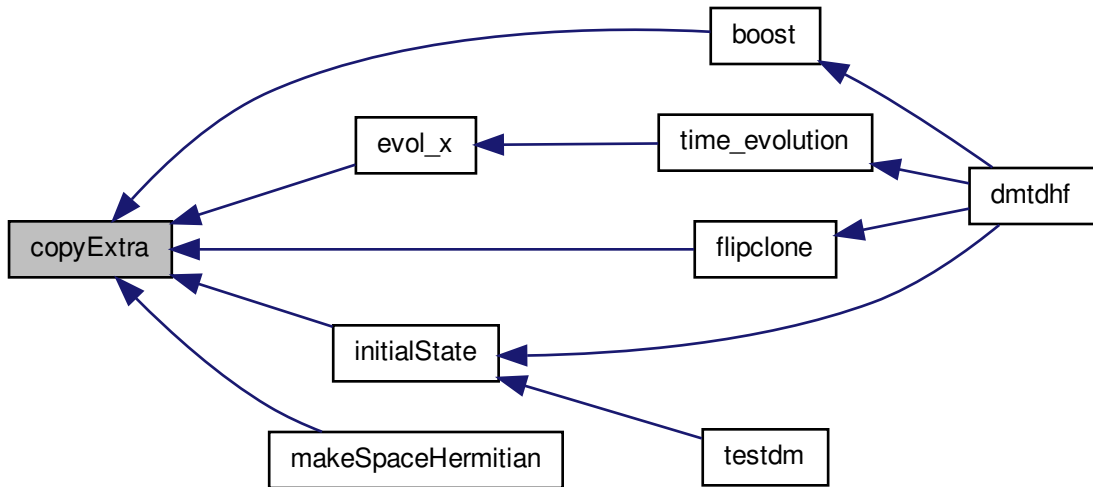 boost
evol_x
time_evolution
dmtdhf
copyExtra
flipclone
initialState
makeSpaceHermitian
testdm